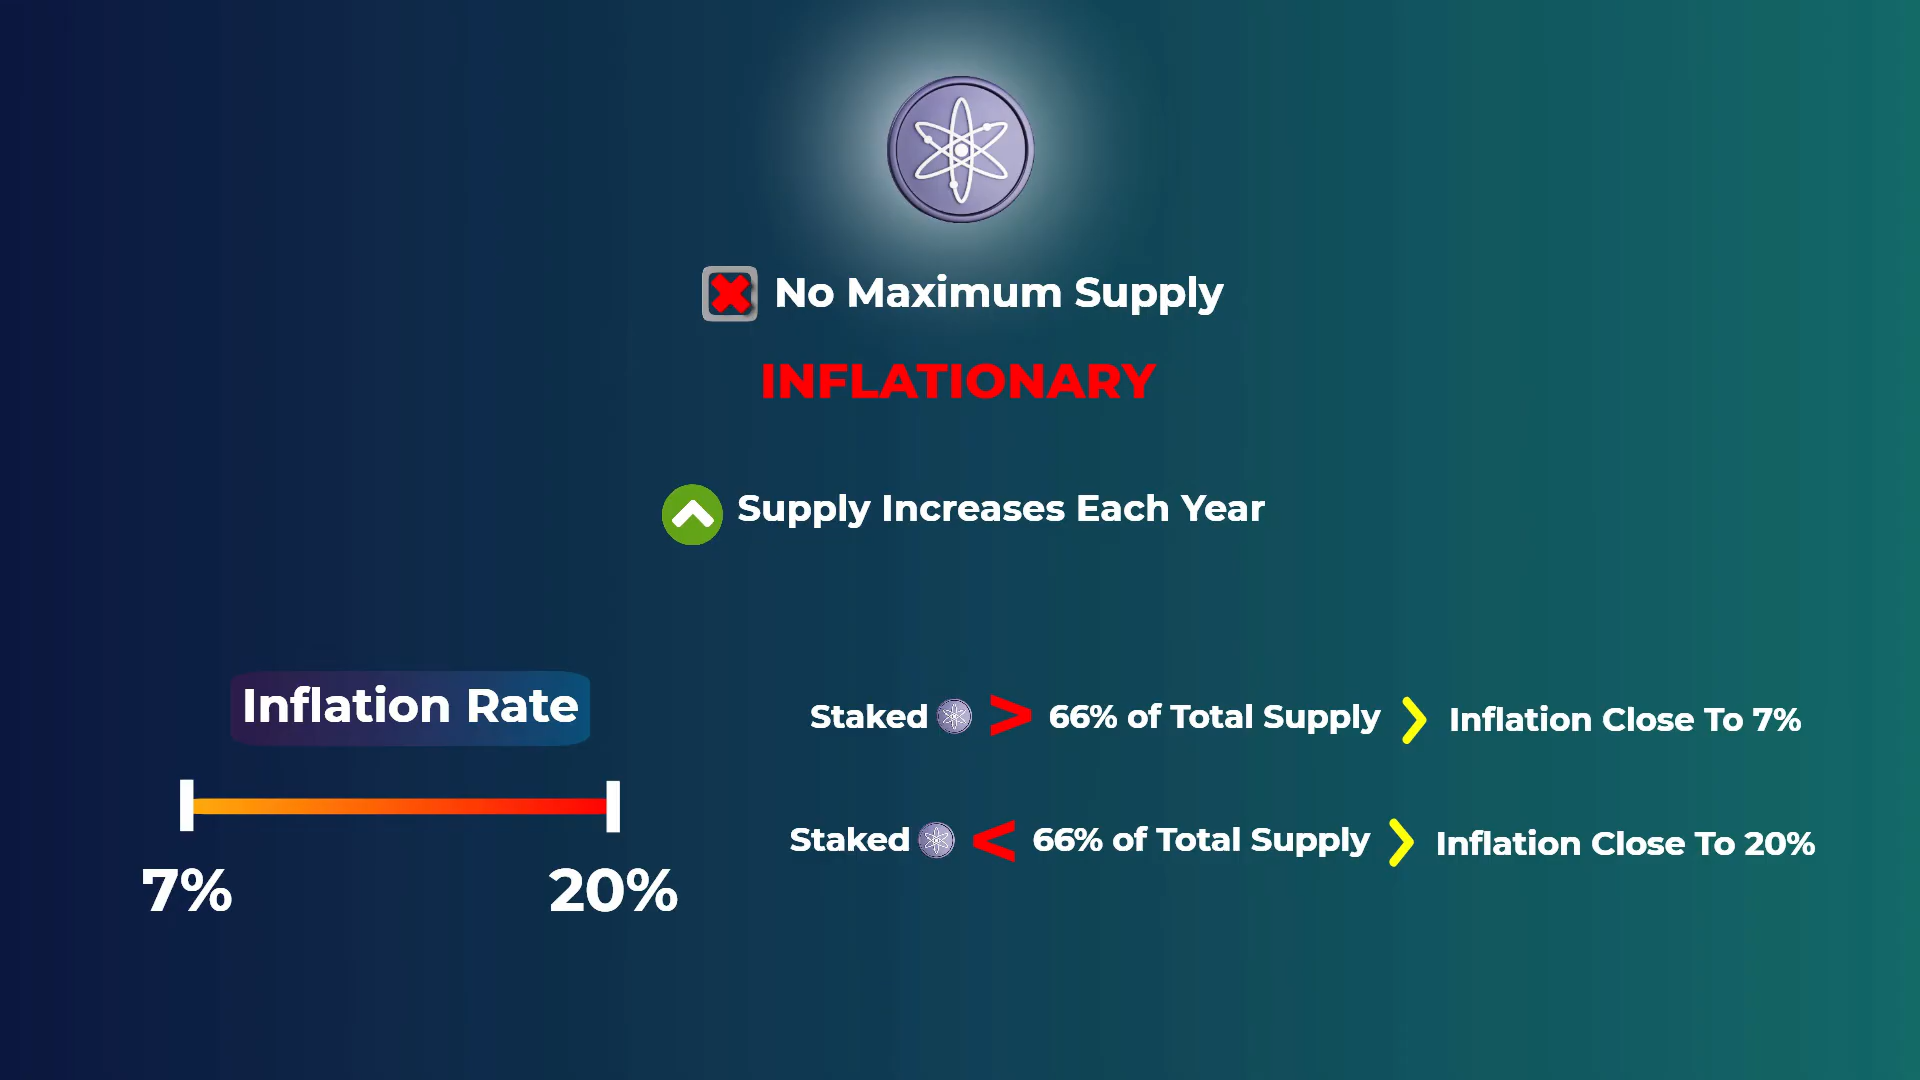 No Maximum Supply
INFLATIONARY
Supply Increases Each Year
Inflation Rate
7% 20%
Staked > 66% of Total Supply > Inflation Close To 7%
Staked < 66% of Total Supply > Inflation Close To 20%